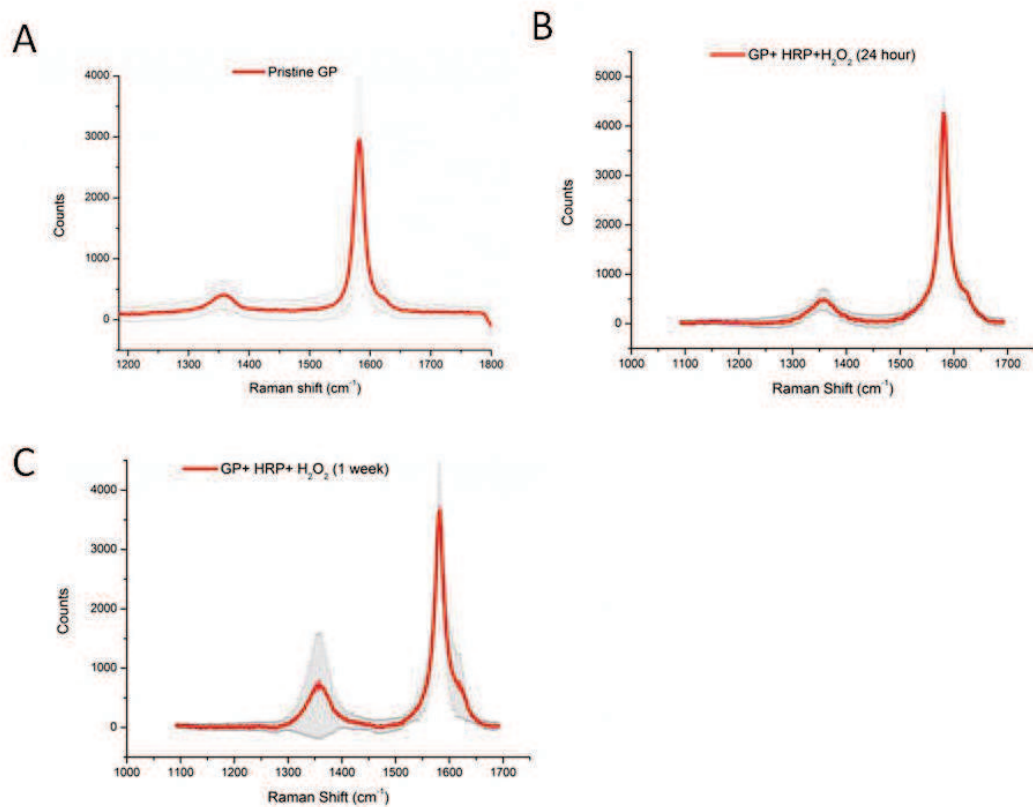 A
Pristine GP
4000
3000
2000
1000
0
Counts
1200 1300 1400 1500 1600 1700 1800
Raman shift (cm⁻¹)
B
GP+ HRP+H₂O₂ (24 hour)
5000
4000
3000
2000
1000
0
Counts
1000 1100 1200 1300 1400 1500 1600 1700
Raman Shift (cm⁻¹)
C
GP+ HRP+ H₂O₂ (1 week)
4000
3000
2000
1000
0
Counts
1000 1100 1200 1300 1400 1500 1600 1700
Raman Shift (cm⁻¹)